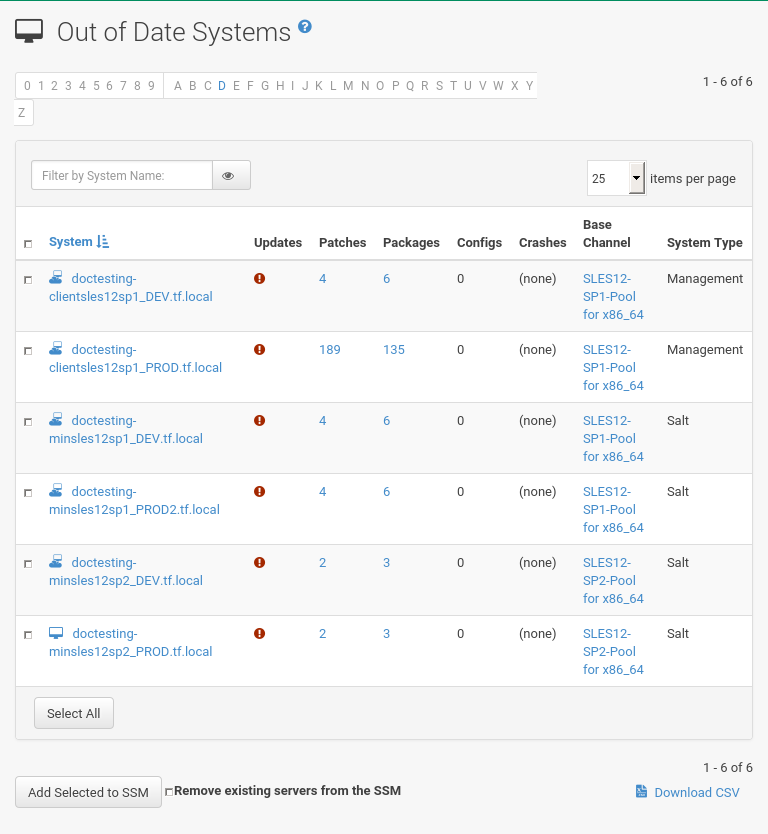 Out of Date Systems ?
0 1 2 3 4 5 6 7 8 9 A B C D E F G H I J K L M N O P Q R S T U V W X Y
Z
1 - 6 of 6
Filter by System Name:
25 items per page
System Updates Patches Packages Configs Crashes Base Channel System Type
doctesting-
clientsles12sp1_DEV.tf.local
4 6 0 (none)
SLES12-
SP1-Pool
for x86_64
Management
doctesting-
clientsles12sp1_PROD.tf.local
189 135 0 (none)
SLES12-
SP1-Pool
for x86_64
Management
doctesting-
minsles12sp1_DEV.tf.local
4 6 0 (none)
SLES12-
SP1-Pool
for x86_64
Salt
doctesting-
minsles12sp1_PROD2.tf.local
4 6 0 (none)
SLES12-
SP1-Pool
for x86_64
Salt
doctesting-
minsles12sp2_DEV.tf.local
2 3 0 (none)
SLES12-
SP2-Pool
for x86_64
Salt
doctesting-
minsles12sp2_PROD.tf.local
2 3 0 (none)
SLES12-
SP2-Pool
for x86_64
Salt
Select All
1 - 6 of 6
Add Selected to SSM Remove existing servers from the SSM Download CSV